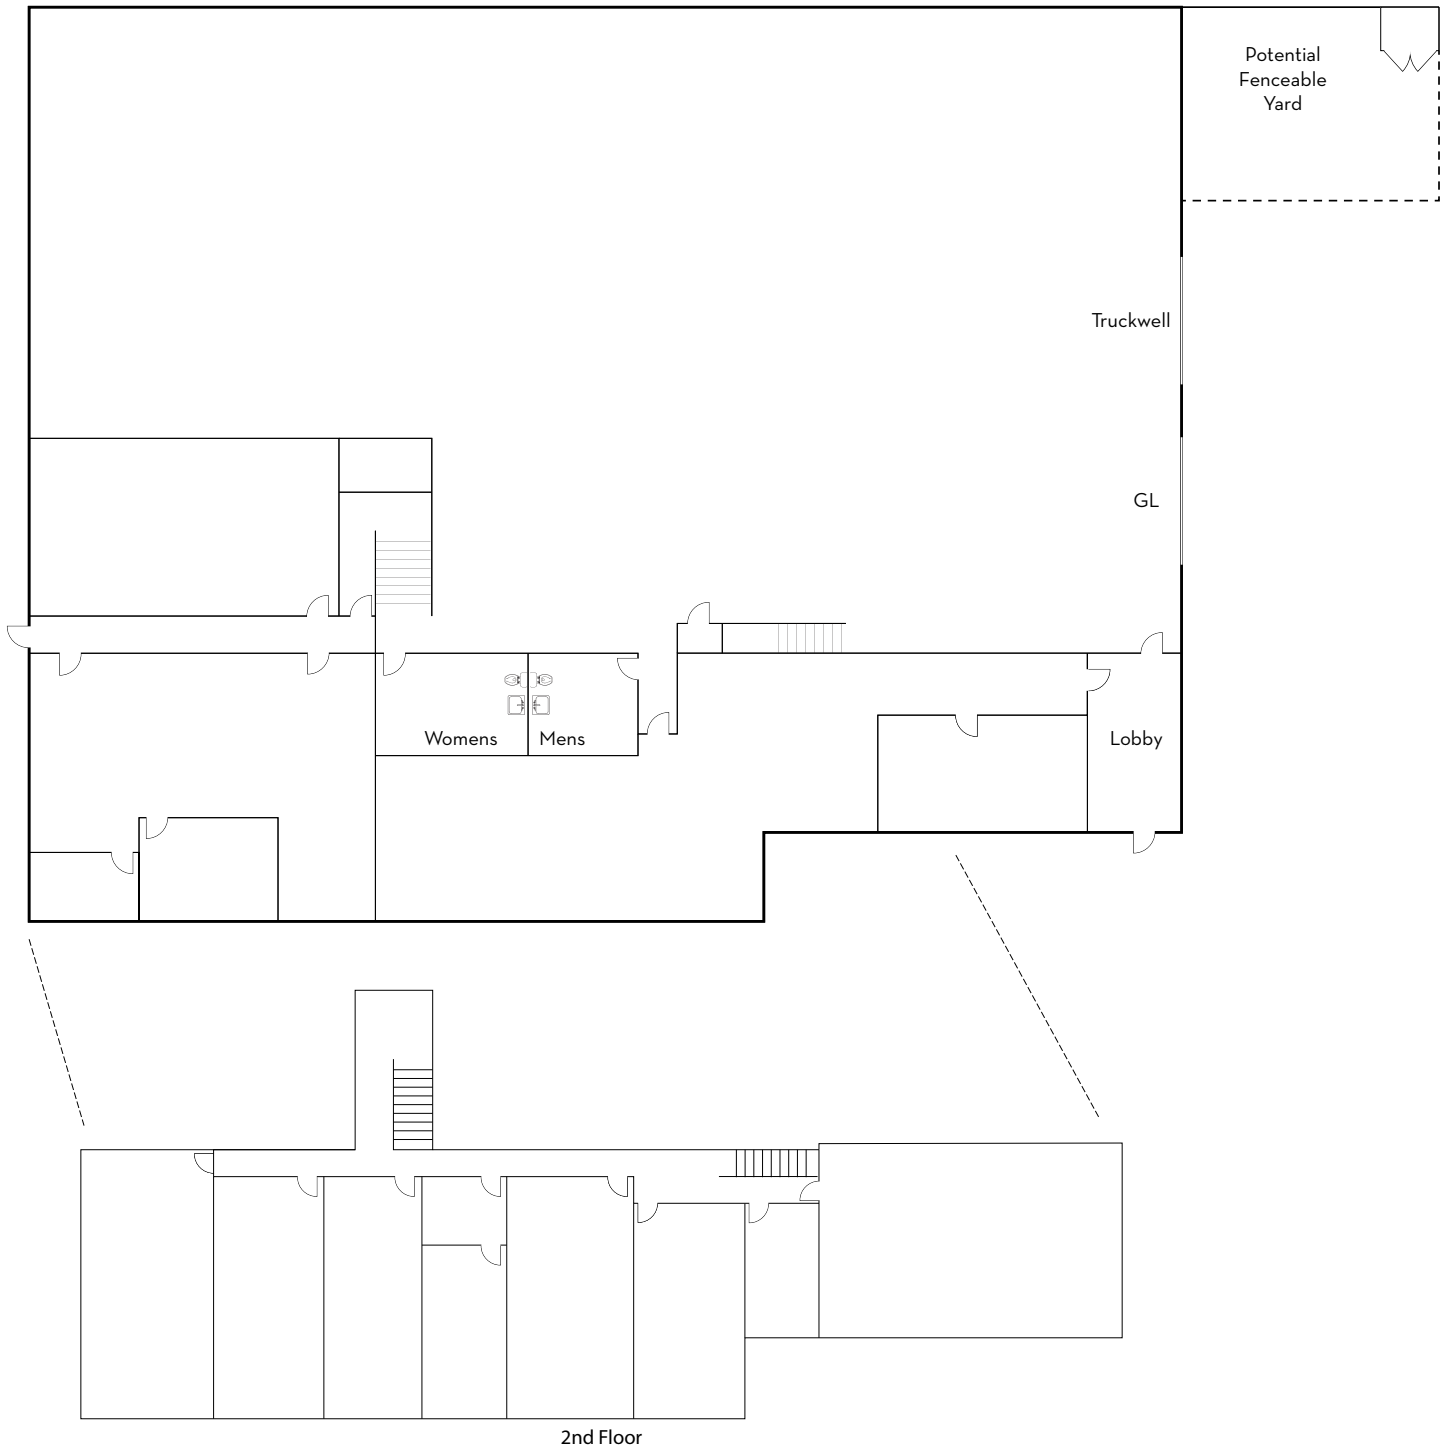 Potential
Fenceable
Yard
Truckwell
GL
Womens
Mens
Lobby
2nd Floor